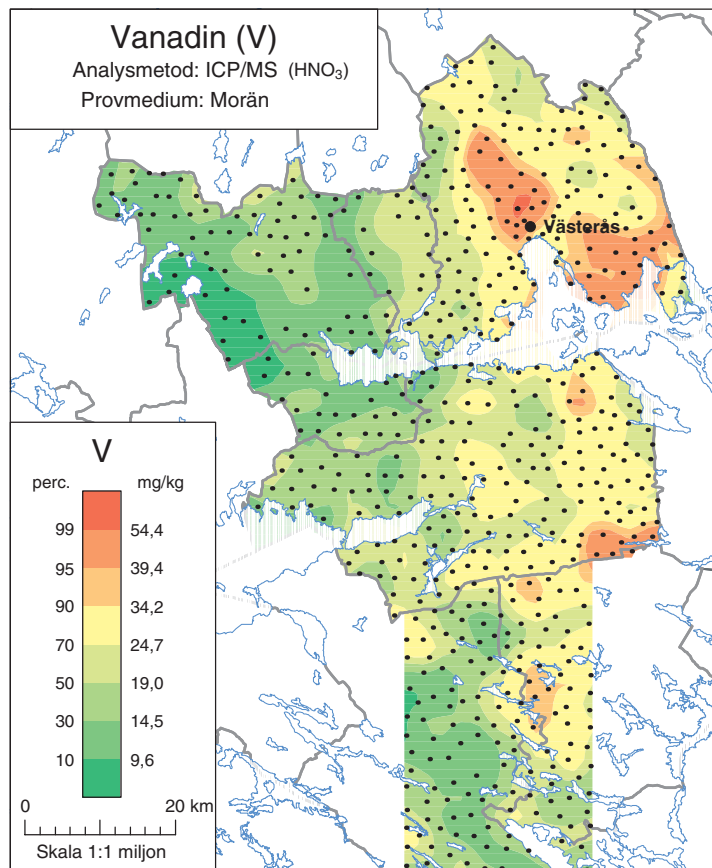 Vanadin (V)
Analysmetod: ICP/MS (HNO₃)
Provmedium: Morän
Västerås
V
perc. mg/kg
99 54,4
95 39,4
90 34,2
70 24,7
50 19,0
30 14,5
10 9,6
0 20 km
Skala 1:1 miljon